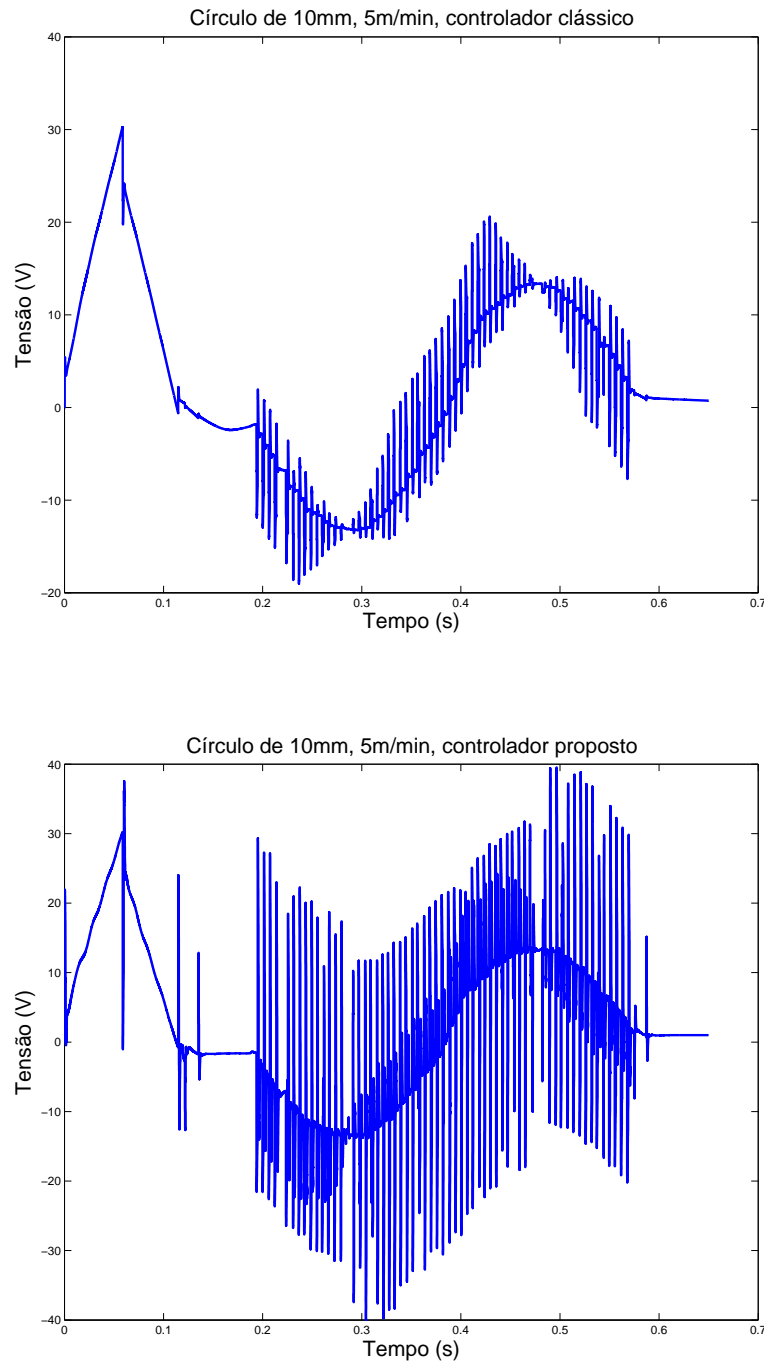 Círculo de 10mm, 5m/min, controlador clássico
40
30
20
10
0
−10
−20
0 0.1 0.2 0.3 0.4 0.5 0.6 0.7
Tensão (V)
Tempo (s)
Círculo de 10mm, 5m/min, controlador proposto
40
30
20
10
0
−10
−20
−30
−40
0 0.1 0.2 0.3 0.4 0.5 0.6 0.7
Tensão (V)
Tempo (s)